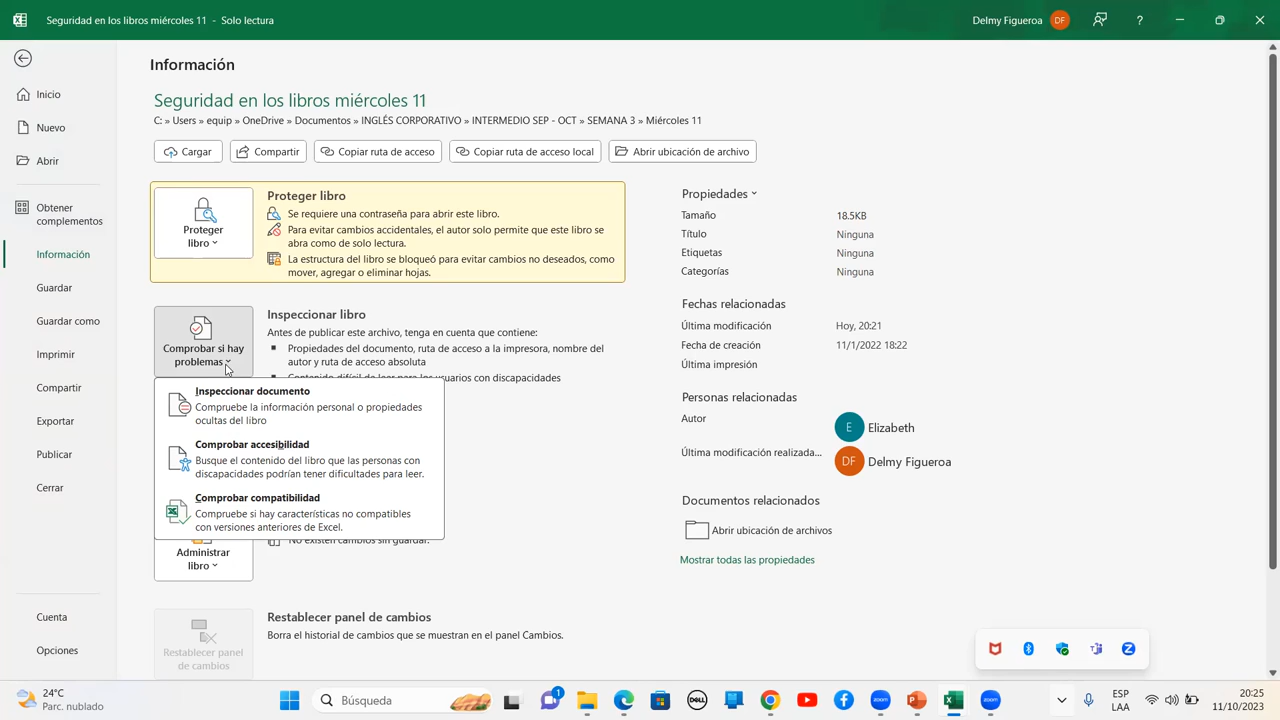 Seguridad en los libros miércoles 11 - Solo lectura
Delmy Figueroa
DF
?
Información
Inicio
Nuevo
Abrir
Obtener
complementos
Información
Guardar
Guardar como
Imprimir
Compartir
Exportar
Publicar
Cerrar
Cuenta
Opciones
Seguridad en los libros miércoles 11
C: » Users » equip » OneDrive » Documentos » INGLÉS CORPORATIVO » INTERMEDIO SEP - OCT » SEMANA 3 » Miércoles 11
Cargar
Compartir
Copiar ruta de acceso
Copiar ruta de acceso local
Abrir ubicación de archivo
Proteger
libro
Proteger libro
Se requiere una contraseña para abrir este libro.
Para evitar cambios accidentales, el autor solo permite que este libro se
abra como de solo lectura.
La estructura del libro se bloqueó para evitar cambios no deseados, como
mover, agregar o eliminar hojas.
Comprobar si hay
problemas
Inspeccionar libro
Antes de publicar este archivo, tenga en cuenta que contiene:
Propiedades del documento, ruta de acceso a la impresora, nombre del
autor y ruta de acceso absoluta
Contenido difícil de leer para los usuarios con discapacidades
Inspeccionar documento
Compruebe la información personal o propiedades
ocultas del libro
Comprobar accesibilidad
Busque el contenido del libro que las personas con
discapacidades podrían tener dificultades para leer.
Comprobar compatibilidad
Compruebe si hay características no compatibles
con versiones anteriores de Excel.
No existen cambios sin guardar.
Administrar
libro
Restablecer panel
de cambios
Restablecer panel de cambios
Borra el historial de cambios que se muestran en el panel Cambios.
Propiedades
Tamaño 18.5KB
Título Ninguna
Etiquetas Ninguna
Categorías Ninguna
Fechas relacionadas
Última modificación Hoy, 20:21
Fecha de creación 11/1/2022 18:22
Última impresión
Personas relacionadas
Autor
E Elizabeth
Última modificación realizada...
DF Delmy Figueroa
Documentos relacionados
Abrir ubicación de archivos
Mostrar todas las propiedades
24°C
Parc. nublado
Búsqueda
1
DELL
zoom
zoom
ESP
LAA
20:25
11/10/2023